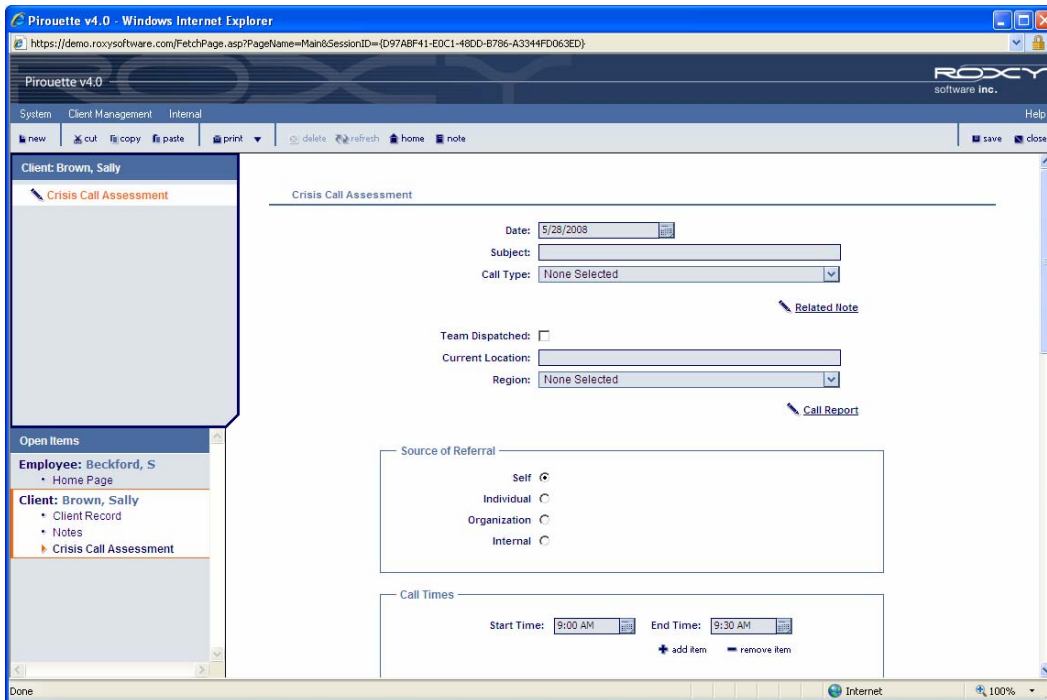 Pirouette v4.0 - Windows Internet Explorer
https://demo.roxysoftware.com/FetchPage.asp?PageName=Main&SessionID={D97ABF41-E0C1-48DD-B786-A3344FD063ED}
Pirouette v4.0
ROXY
software inc.
System Client Management Internal Help
new cut copy paste print delete refresh home note save close
Client: Brown, Sally
Crisis Call Assessment
Crisis Call Assessment
Date: 5/28/2008
Subject:
Call Type: None Selected
Related Note
Team Dispatched:
Current Location:
Region: None Selected
Call Report
Open Items
Employee: Beckford, S
• Home Page
Client: Brown, Sally
• Client Record
• Notes
Crisis Call Assessment
Source of Referral
Self
Individual
Organization
Internal
Call Times
Start Time: 9:00 AM End Time: 9:30 AM
add item remove item
Done Internet 100%